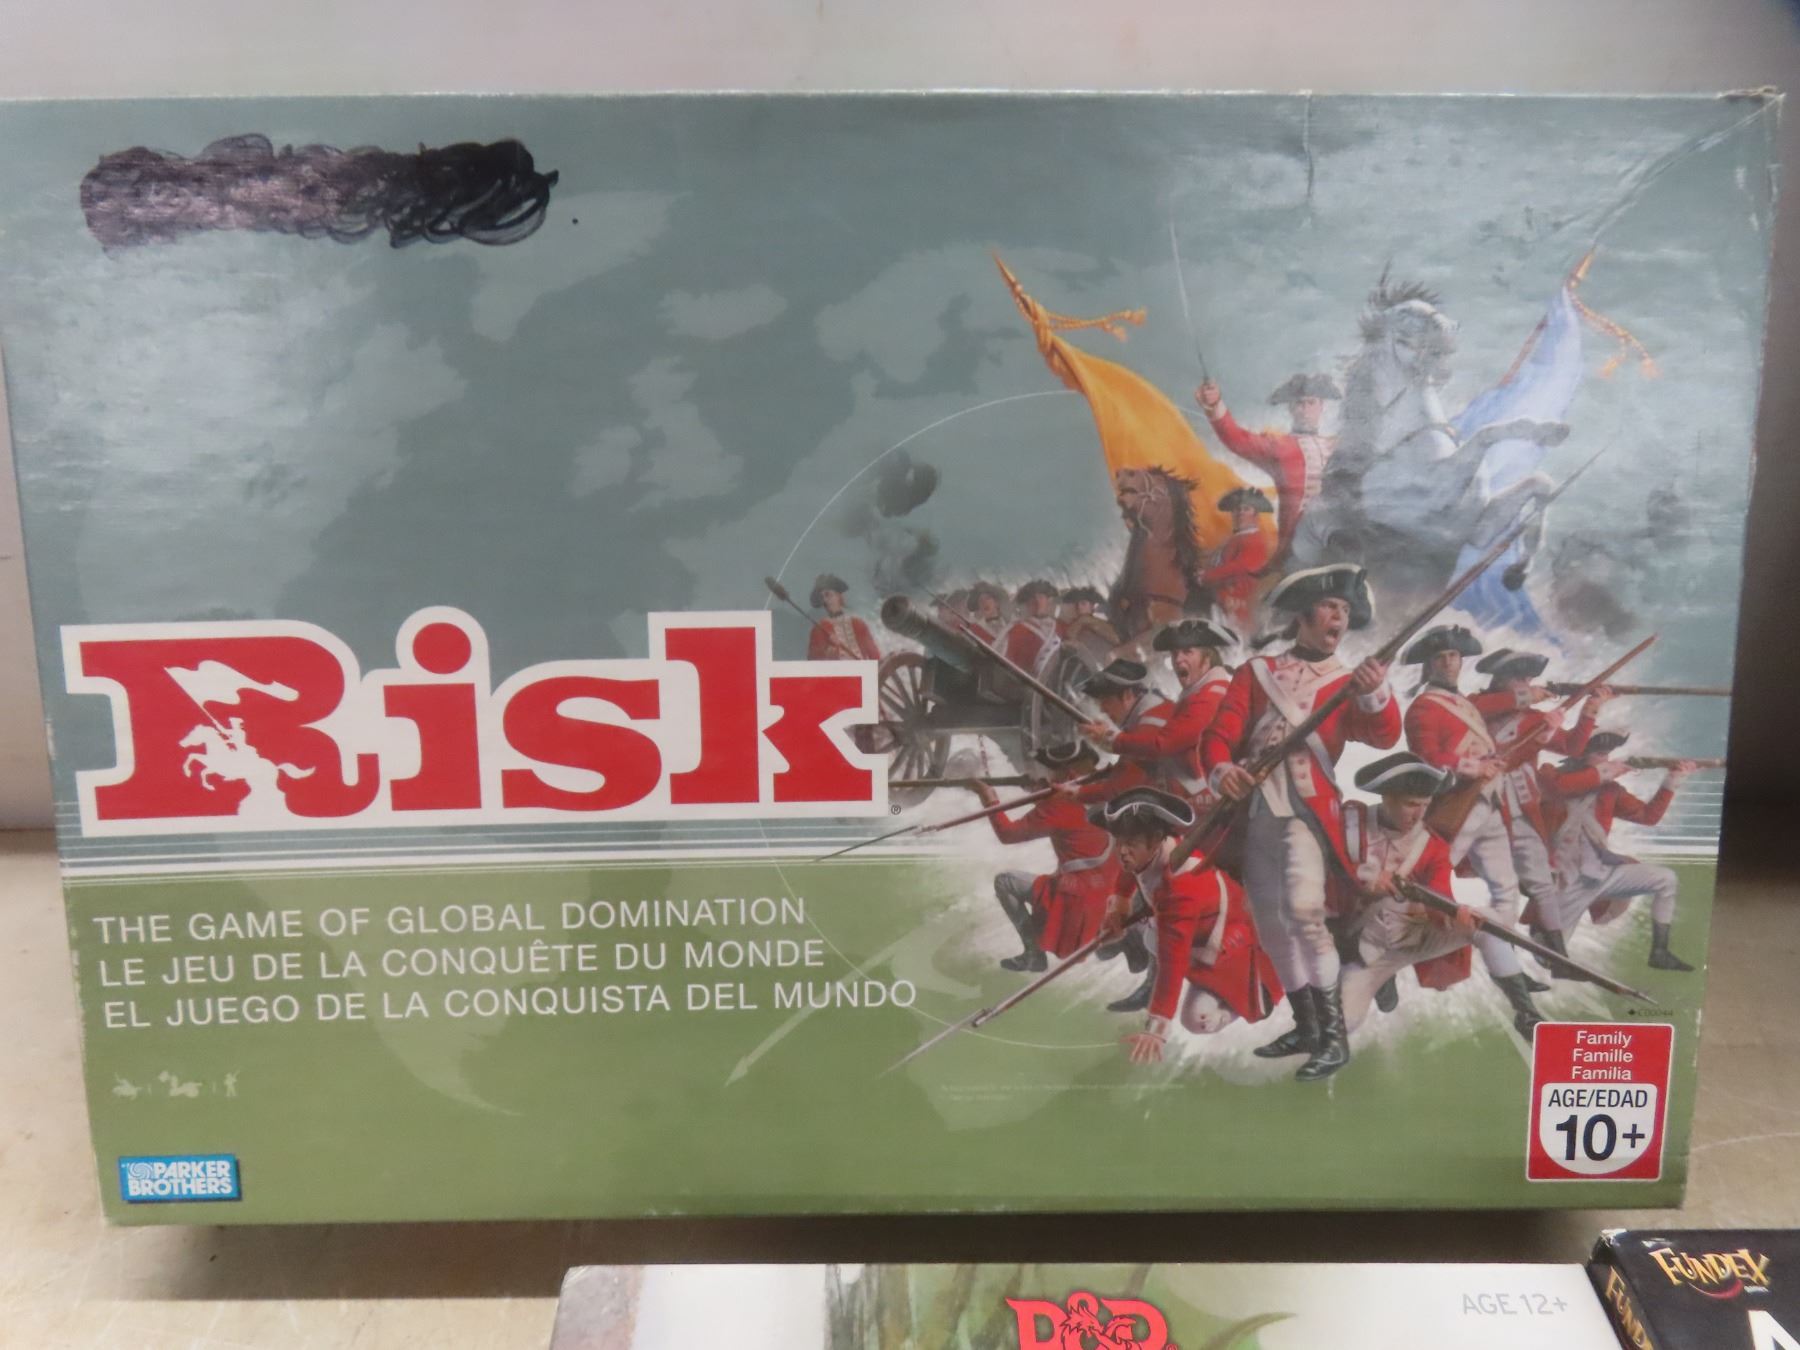 Risk
®
THE GAME OF GLOBAL DOMINATION
LE JEU DE LA CONQUÊTE DU MONDE
EL JUEGO DE LA CONQUISTA DEL MUNDO
C00044
Family
Famille
Familia
AGE/EDAD
10+
PARKER
BROTHERS
D&D
AGE 12+
FUNDEX